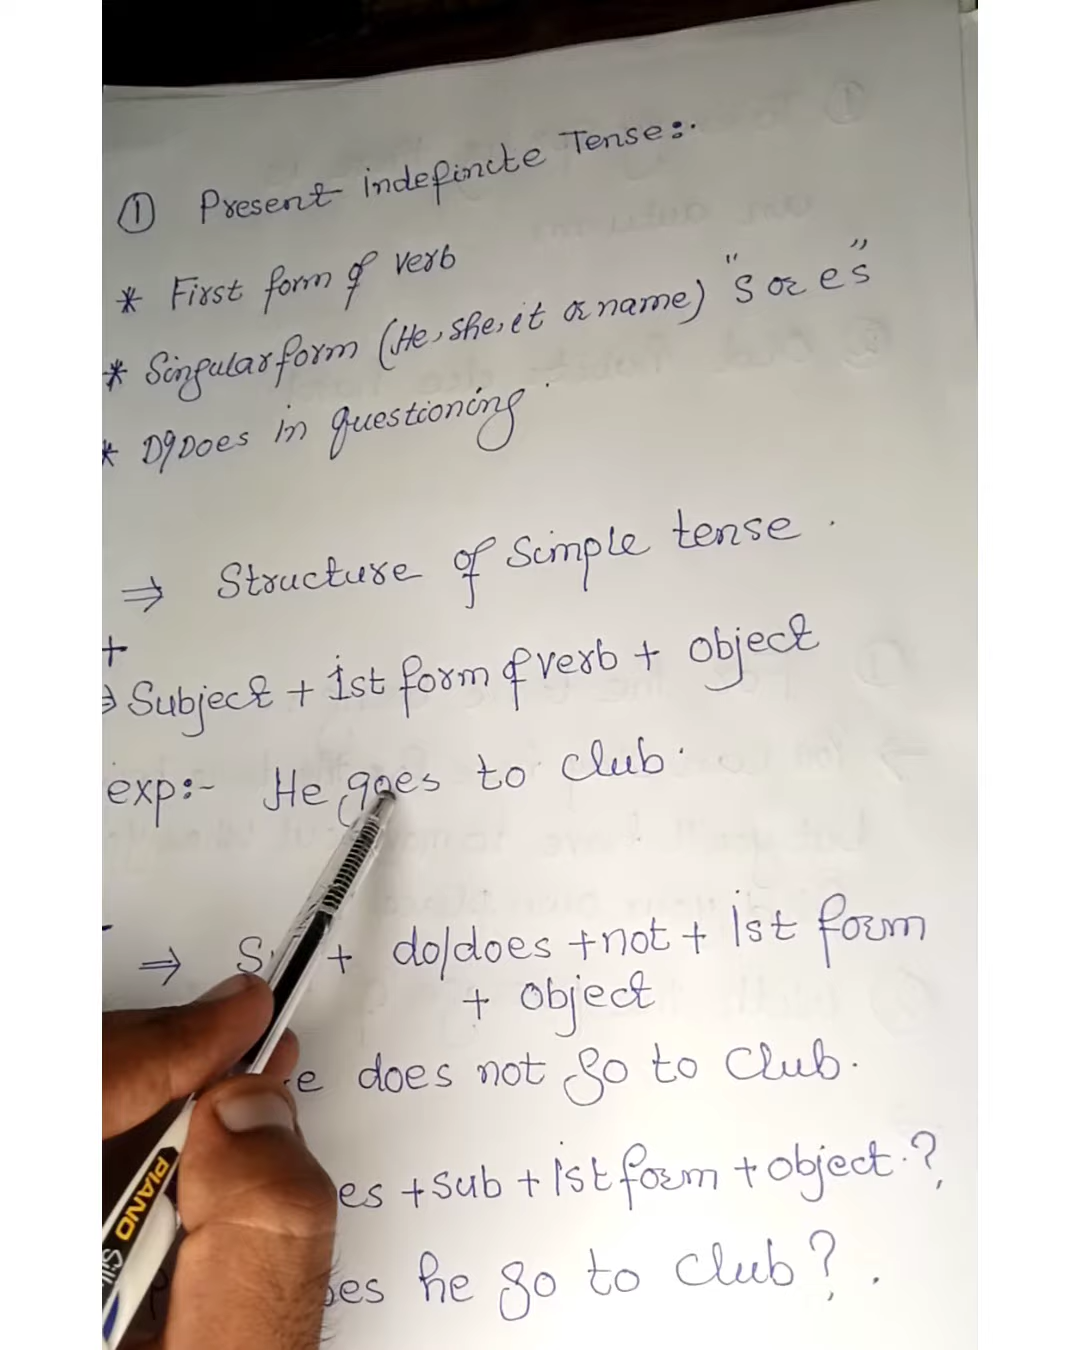 ① Present indefinite Tense:-
* First form of verb
* Singular form (He, she, it or name) "s or es"
* Do/Does in questioning
⇒ Structure of Simple tense.
+
⇒ Subject + 1st form of verb + object
exp:- He goes to club.
⇒ + do/does + not + 1st form
+ object
e does not go to club.
es + sub + 1st form + object.?
oes he go to club?.
PIANO